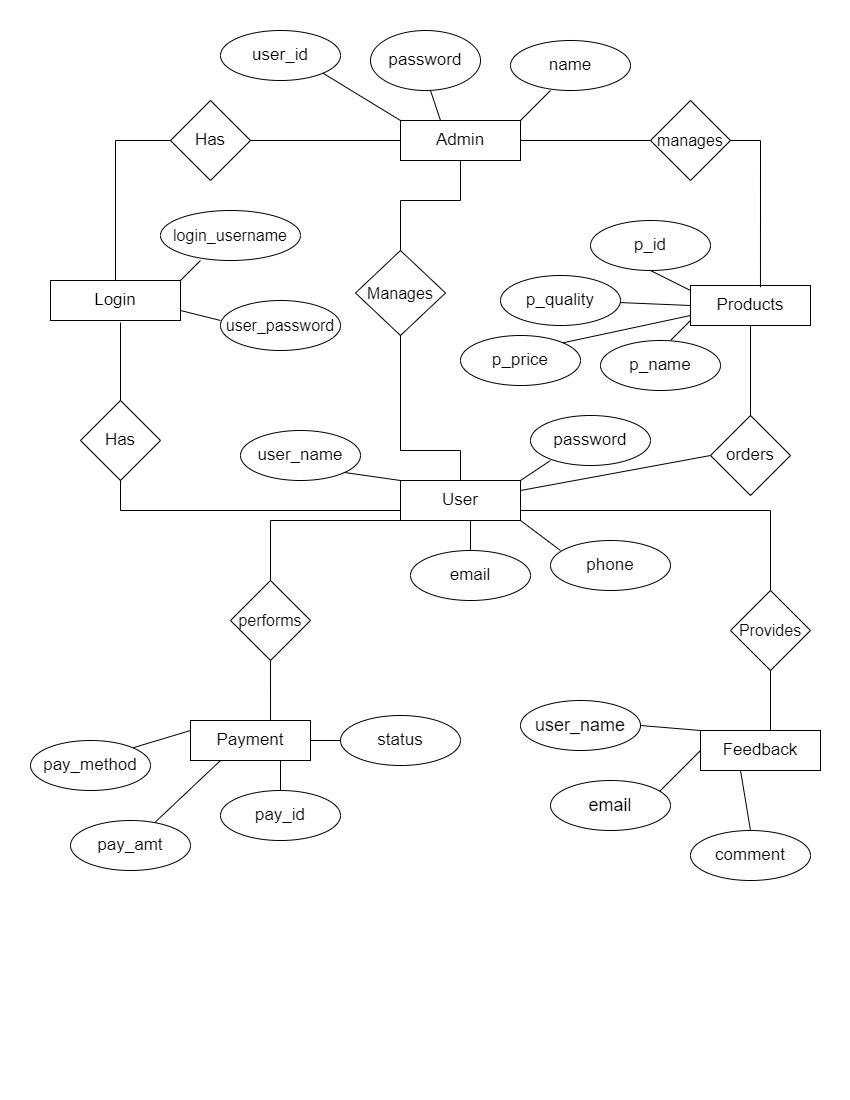 user_id
password
name
Has
Admin
manages
login_username
p_id
Login
Manages
p_quality
Products
user_password
p_price
p_name
Has
user_name
password
orders
User
email
phone
performs
Provides
pay_method
Payment
status
user_name
Feedback
pay_amt
pay_id
email
comment